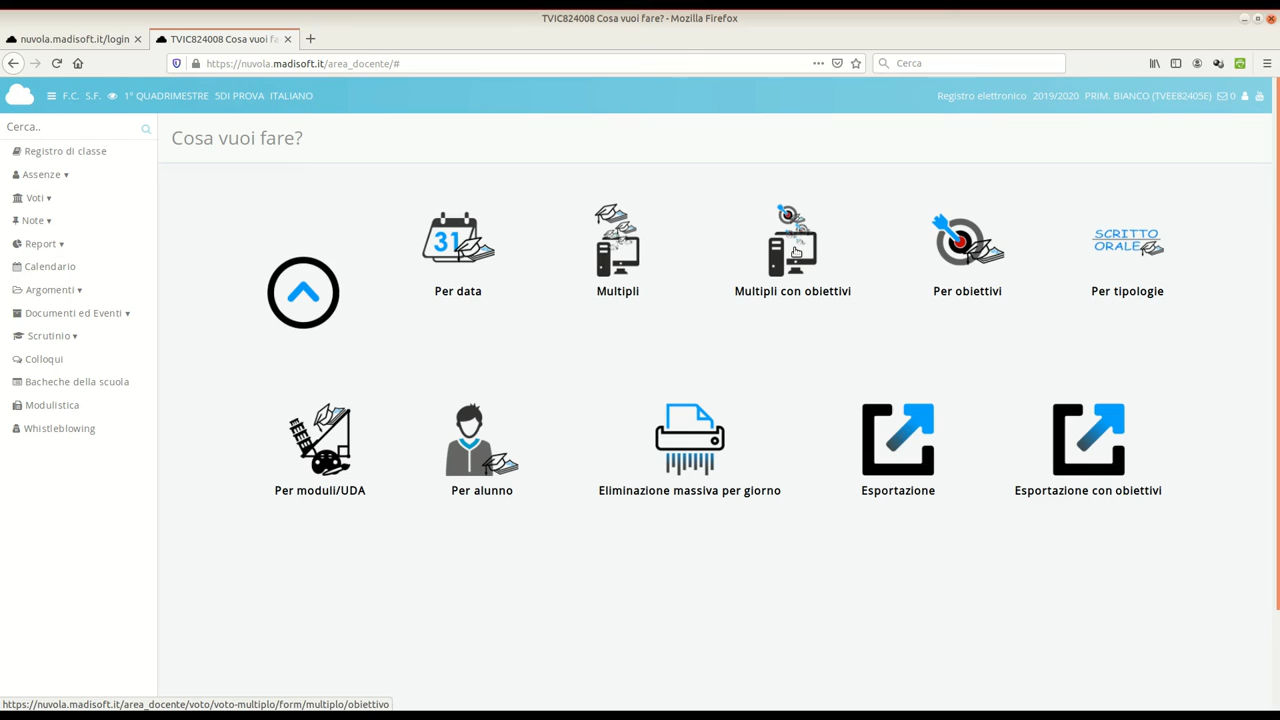 TVIC824008 Cosa vuoi fare? - Mozilla Firefox
nuvola.madisoft.it/login
TVIC824008 Cosa vuoi fa
https://nuvola.madisoft.it/area_docente/#
Cerca
F.C. S.F. 1° QUADRIMESTRE 5DI PROVA ITALIANO
Registro elettronico 2019/2020 PRIM. BIANCO (TVEE82405E) 0
Cerca..
Cosa vuoi fare?
Registro di classe
Assenze
Voti
Note
Report
Calendario
Argomenti
Documenti ed Eventi
Scrutinio
Colloqui
Bacheche della scuola
Modulistica
Whistleblowing
31
SCRITTO
ORALE
Per data
Multipli
Multipli con obiettivi
Per obiettivi
Per tipologie
Per moduli/UDA
Per alunno
Eliminazione massiva per giorno
Esportazione
Esportazione con obiettivi
https://nuvola.madisoft.it/area_docente/voto/voto-multiplo/form/multiplo/obiettivo